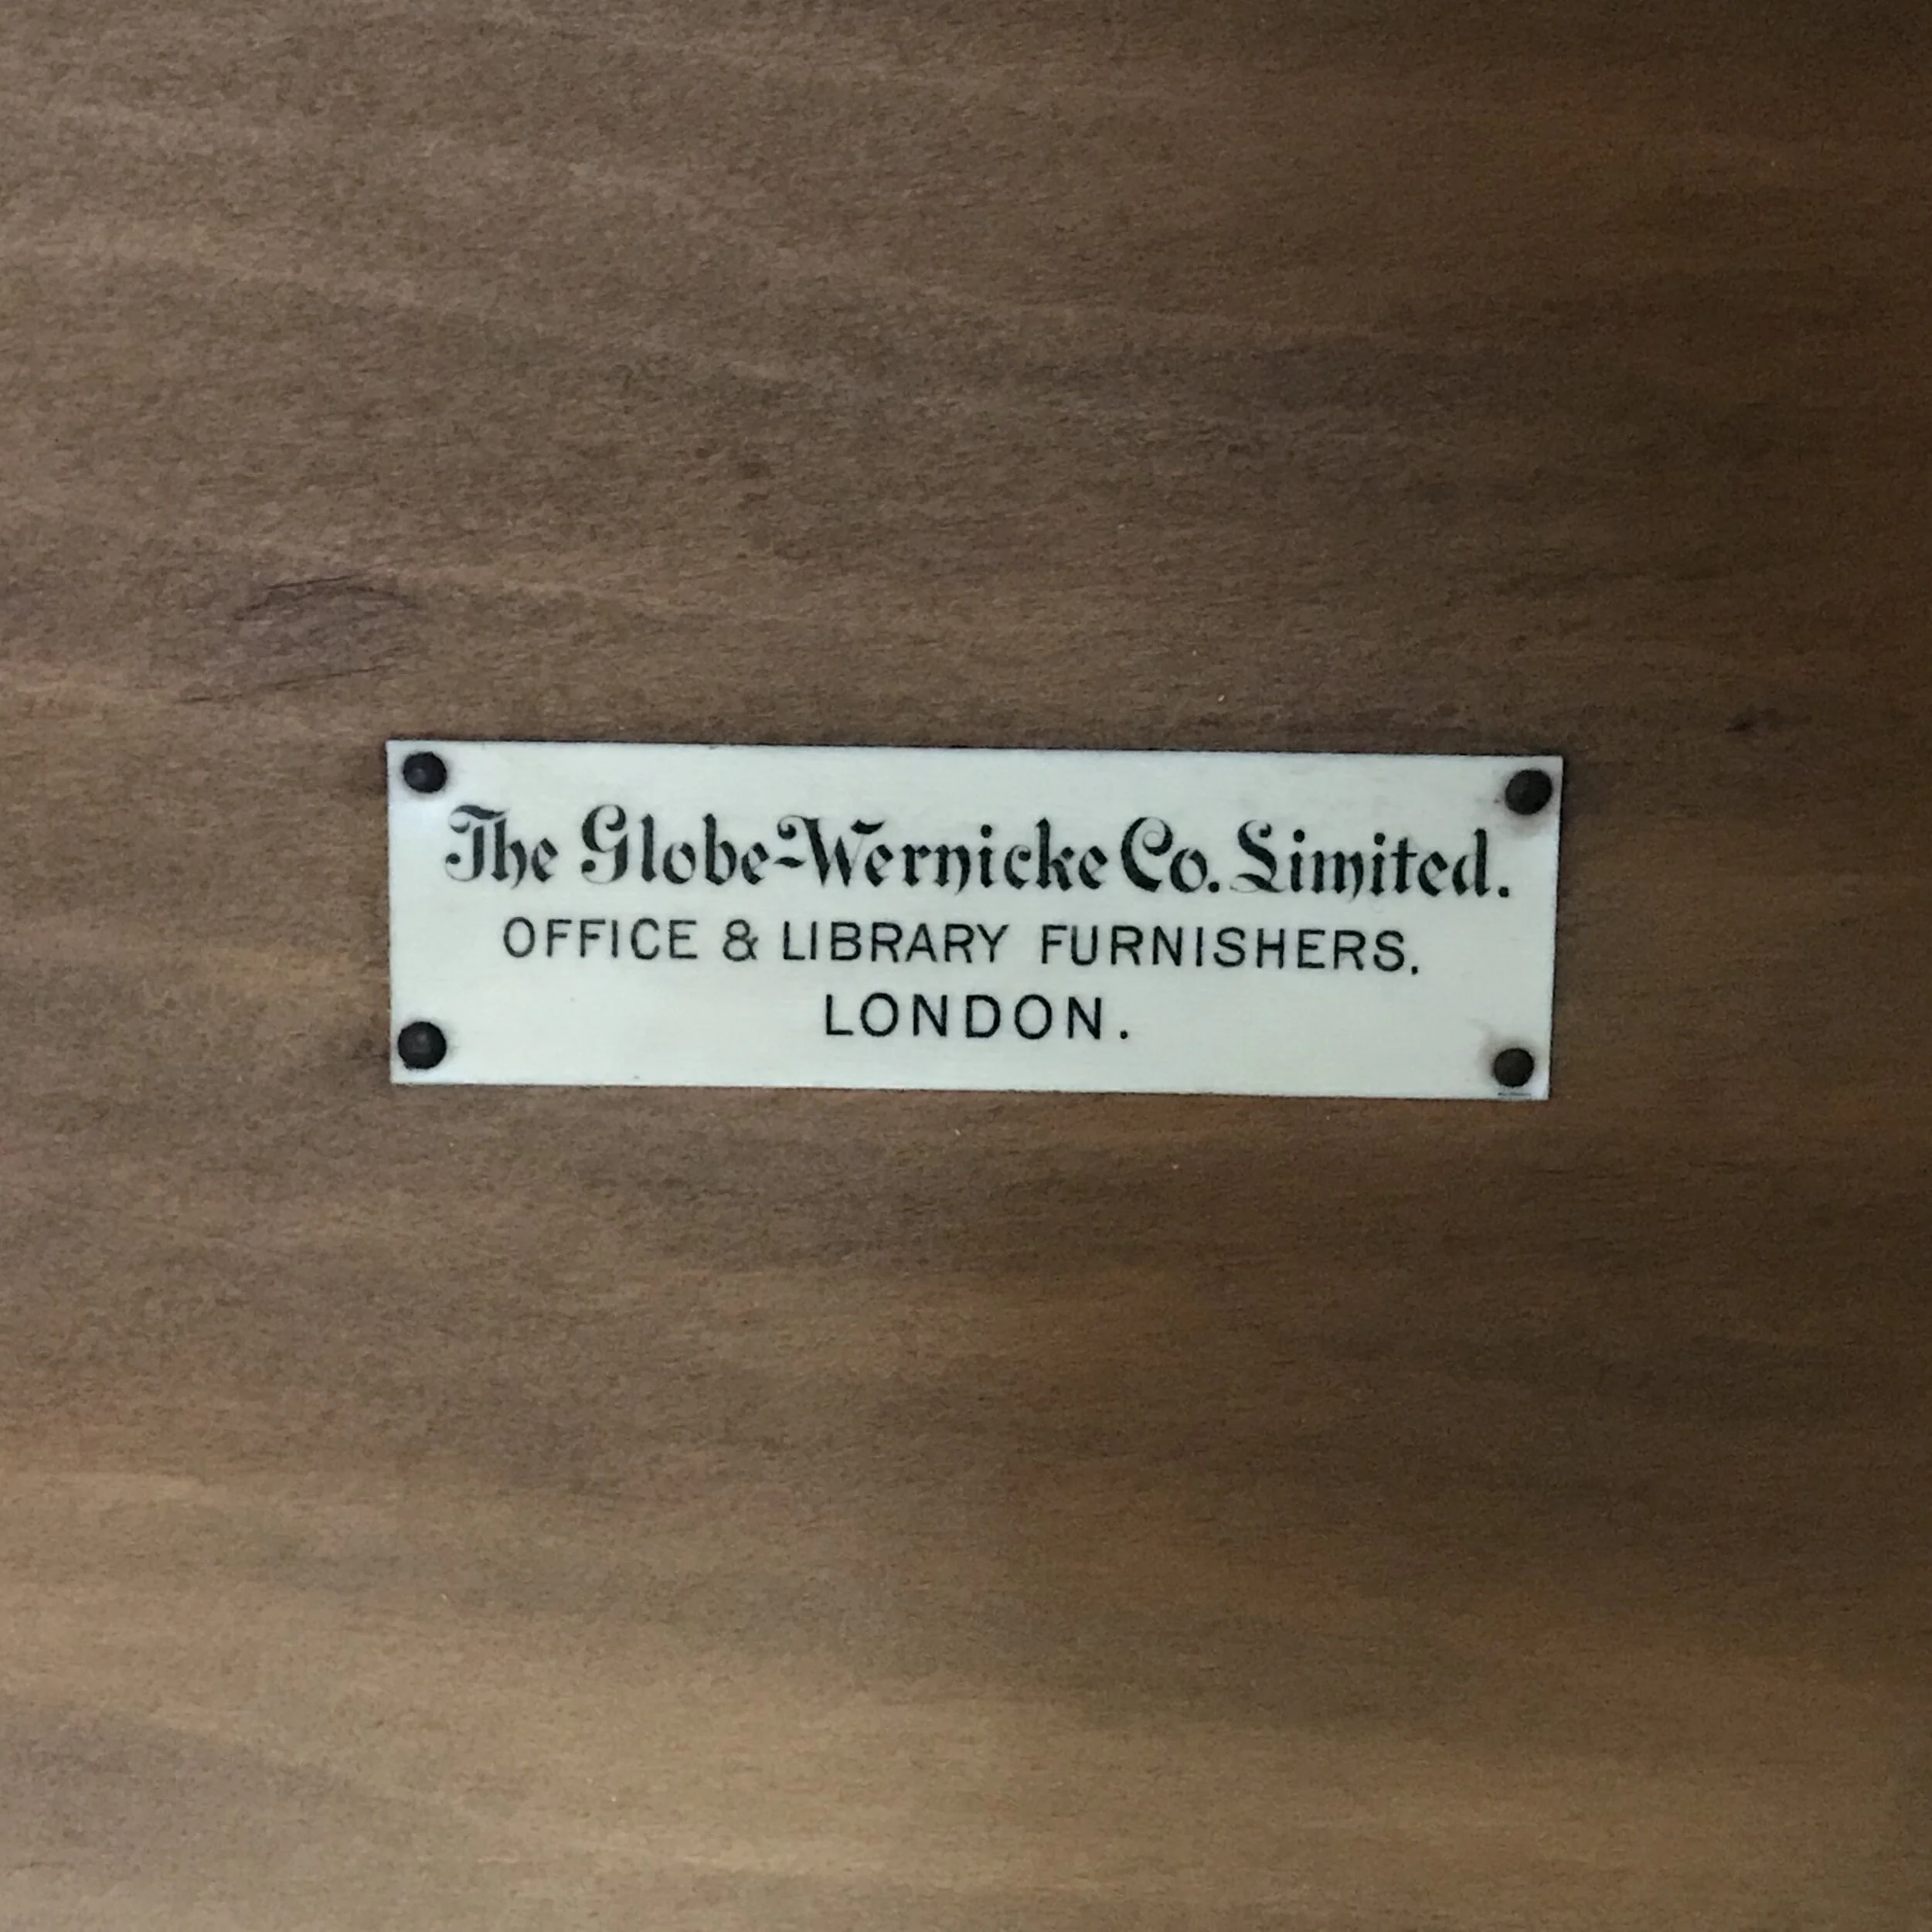 The Globe-Wernicke Co. Limited.
OFFICE & LIBRARY FURNISHERS.
LONDON.